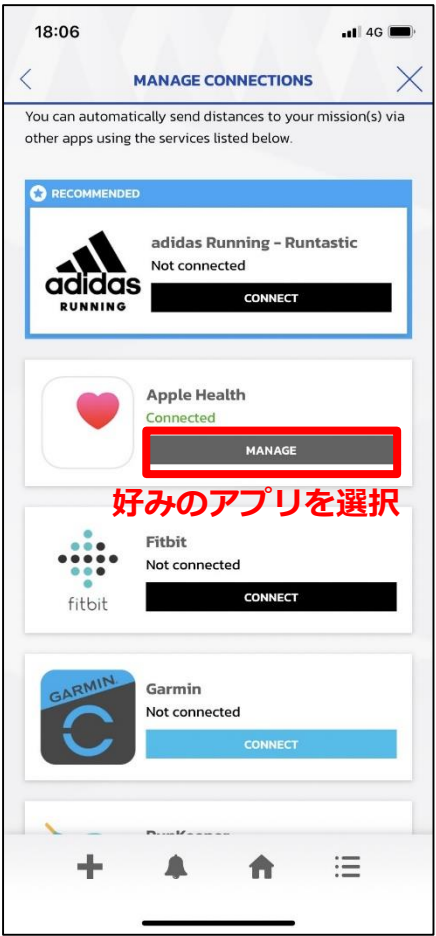 18:06
4G
MANAGE CONNECTIONS
You can automatically send distances to your mission(s) via
other apps using the services listed below.
RECOMMENDED
adidas Running - Runtastic
Not connected
CONNECT
adidas
RUNNING
Apple Health
Connected
MANAGE
好みのアプリを選択
Fitbit
Not connected
CONNECT
fitbit
GARMIN
Garmin
Not connected
CONNECT